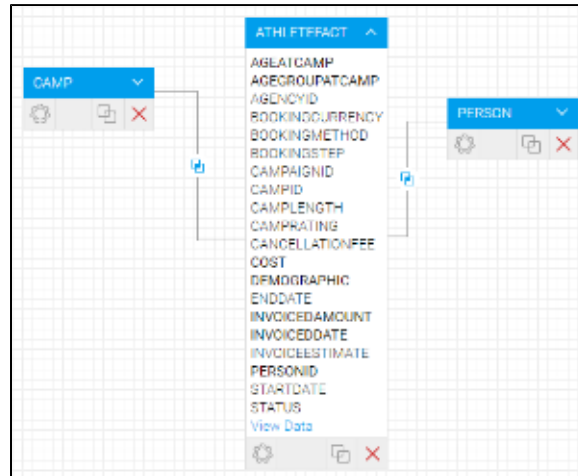 ATHLETEFACT
CAMP
PERSON
AGEATCAMP
AGEGROUPATCAMP
AGENCYID
BOOKINGCURRENCY
BOOKINGMETHOD
BOOKINGSTEP
CAMPAIGNID
CAMPID
CAMPLENGTH
CAMPRATING
CANCELLATIONFEE
COST
DEMOGRAPHIC
ENDDATE
INVOICEDAMOUNT
INVOICEDDATE
INVOICEESTIMATE
PERSONID
STARTDATE
STATUS
View Data